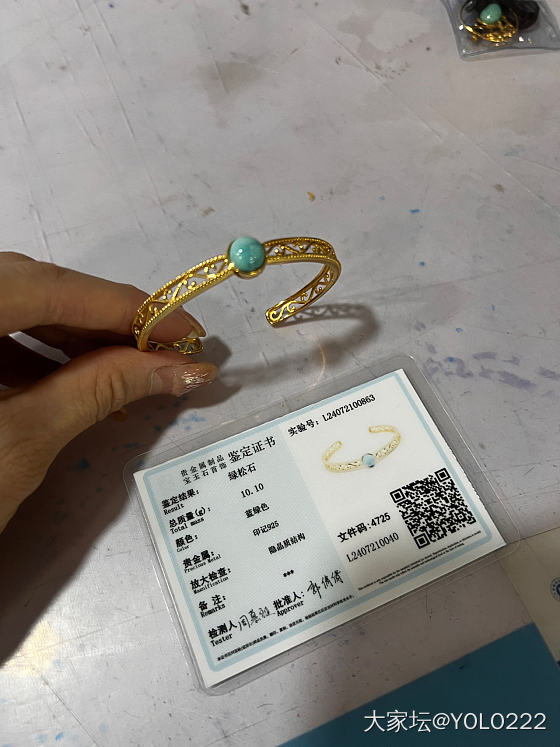 贵金属制品
宝玉石首饰 鉴定证书
实验号: L24072100863
鉴定结果: 绿松石
Result
总质量(g): 10.10
Total mass
颜色: 蓝绿色
Color
贵金属: 印记925
Precious Metal
放大检查: 隐晶质结构
Magnification
备 注: ***
Remarks
检测人:
Tester
批准人:
Approver
文件码: 4725
L2407210040
大家坛@YOLO222